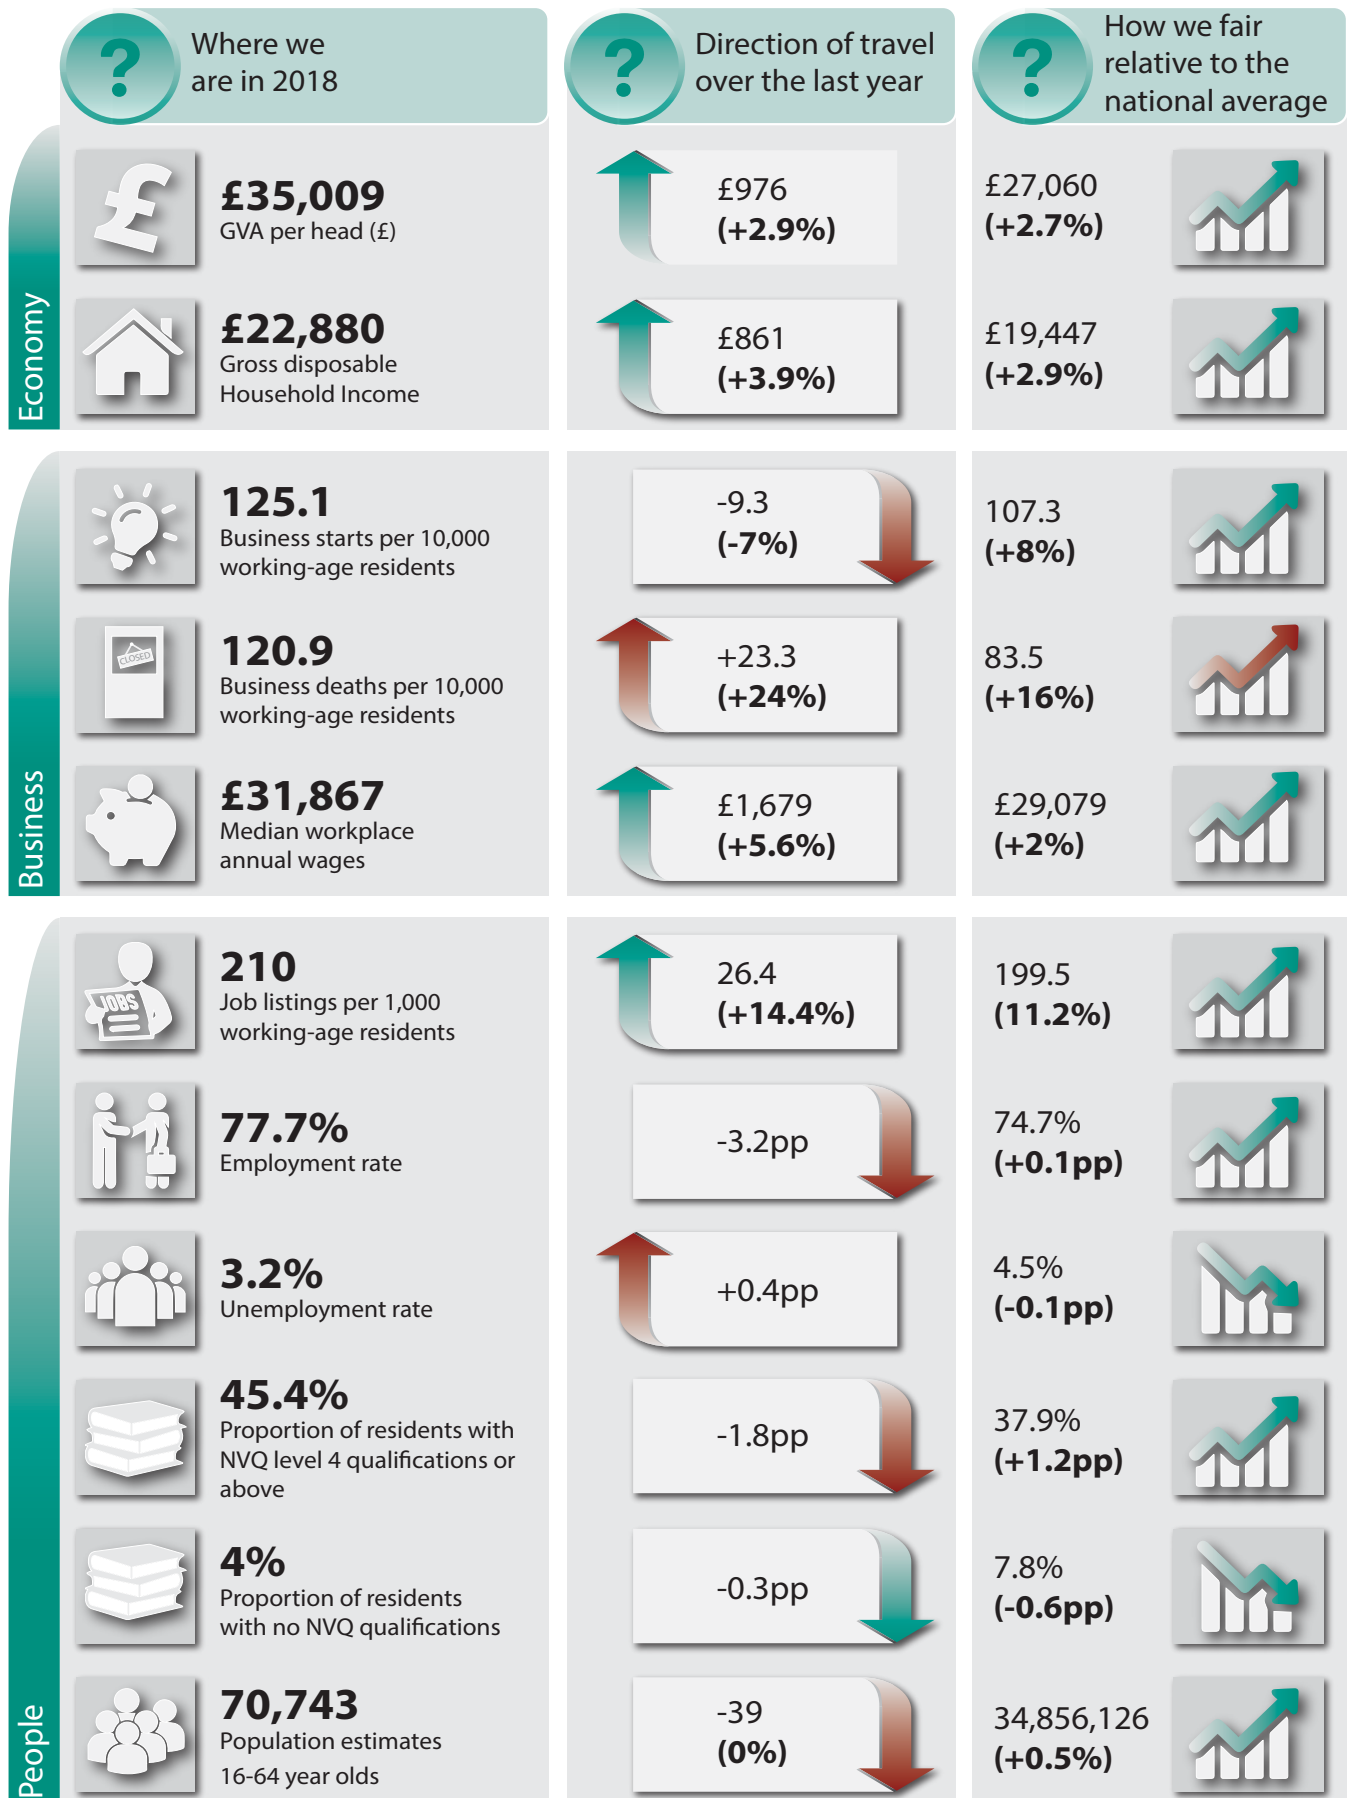 ?
Where we
are in 2018
?
Direction of travel
over the last year
?
How we fair
relative to the
national average
Economy
£
£35,009
GVA per head (£)
£976
(+2.9%)
£27,060
(+2.7%)
£22,880
Gross disposable
Household Income
£861
(+3.9%)
£19,447
(+2.9%)
Business
125.1
Business starts per 10,000
working-age residents
-9.3
(-7%)
107.3
(+8%)
CLOSED
120.9
Business deaths per 10,000
working-age residents
+23.3
(+24%)
83.5
(+16%)
£31,867
Median workplace
annual wages
£1,679
(+5.6%)
£29,079
(+2%)
People
JOBS
210
Job listings per 1,000
working-age residents
26.4
(+14.4%)
199.5
(11.2%)
77.7%
Employment rate
-3.2pp
74.7%
(+0.1pp)
3.2%
Unemployment rate
+0.4pp
4.5%
(-0.1pp)
45.4%
Proportion of residents with
NVQ level 4 qualifications or
above
-1.8pp
37.9%
(+1.2pp)
4%
Proportion of residents
with no NVQ qualifications
-0.3pp
7.8%
(-0.6pp)
70,743
Population estimates
16-64 year olds
-39
(0%)
34,856,126
(+0.5%)